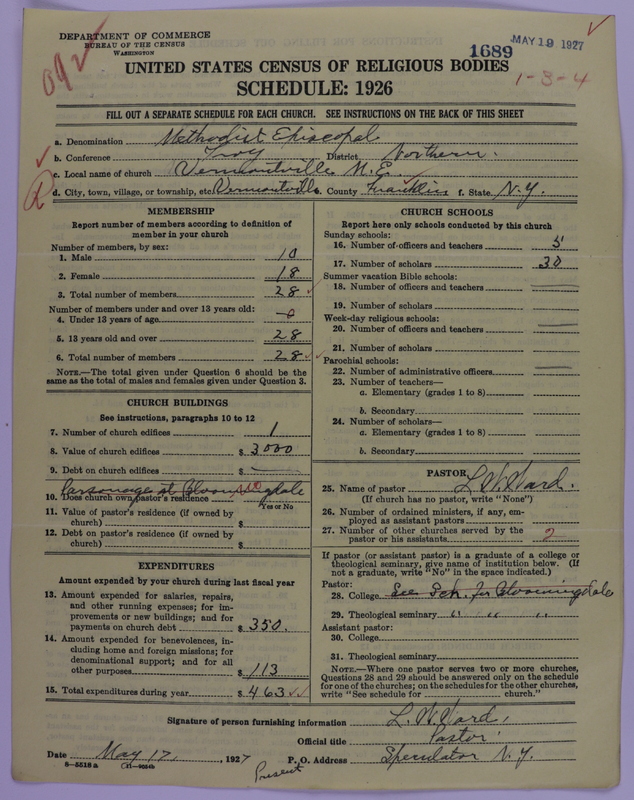 DEPARTMENT OF COMMERCE
BUREAU OF THE CENSUS
WASHINGTON
1689
MAY 19 1927
1-3-4
UNITED STATES CENSUS OF RELIGIOUS BODIES
SCHEDULE: 1926
FILL OUT A SEPARATE SCHEDULE FOR EACH CHURCH. SEE INSTRUCTIONS ON THE BACK OF THIS SHEET
a. Denomination Methodist Episcopal
b. Conference Troy District Northern.
c. Local name of church Vermontville M.E.
d. City, town, village, or township, etc. Vermontville County Franklin f. State N.Y.
MEMBERSHIP
Report number of members according to definition of
member in your church
Number of members, by sex:
1. Male 10
2. Female 18
3. Total number of members 28
Number of members under and over 13 years old:
4. Under 13 years of age 0
5. 13 years old and over 28
6. Total number of members 28
NOTE.—The total given under Question 6 should be
same as the total of males and females given under Question 3.
CHURCH BUILDINGS
See instructions, paragraphs 10 to 12
7. Number of church edifices 1
8. Value of church edifices $ 3000
9. Debt on church edifices $
Parsonage at Bloomingdale
10. Does church own pastor's residence
Yes or No
11. Value of pastor's residence (if owned by
church) $
12. Debt on pastor's residence (if owned by
church) $
EXPENDITURES
Amount expended by your church during last fiscal year
13. Amount expended for salaries, repairs,
and other running expenses; for im-
provements or new buildings; and for
payments on church debt $ 350.
14. Amount expended for benevolences, in-
cluding home and foreign missions; for
denominational support; and for all
other purposes $ 113
15. Total expenditures during year $ 463
CHURCH SCHOOLS
Report here only schools conducted by this church
Sunday schools:
16. Number of officers and teachers 5
17. Number of scholars 30
Summer vacation Bible schools:
18. Number of officers and teachers
19. Number of scholars
Week-day religious schools:
20. Number of officers and teachers
21. Number of scholars
Parochial schools:
22. Number of administrative officers
23. Number of teachers—
a. Elementary (grades 1 to 8)
b. Secondary
24. Number of scholars—
a. Elementary (grades 1 to 8)
b. Secondary
PASTOR
25. Name of pastor L. W. Ward.
(If church has no pastor, write "None")
26. Number of ordained ministers, if any, em-
ployed as assistant pastors
27. Number of other churches served by the
pastor or his assistants 2
If pastor (or assistant pastor) is a graduate of a college or
theological seminary, give name of institution below. (If
not a graduate, write "No" in the space indicated.)
Pastor:
28. College See Sch. for Bloomingdale
29. Theological seminary " " "
Assistant pastor:
30. College
31. Theological seminary
NOTE.—Where one pastor serves two or more churches,
Questions 28 and 29 should be answered only on the schedule
for one of the churches; on the schedules for the other churches,
write "See schedule for church."
Signature of person furnishing information L. W. Ward,
Official title Pastor
Date May 17, 1927 Present P. O. Address Speculator N.Y.
8-5518 a